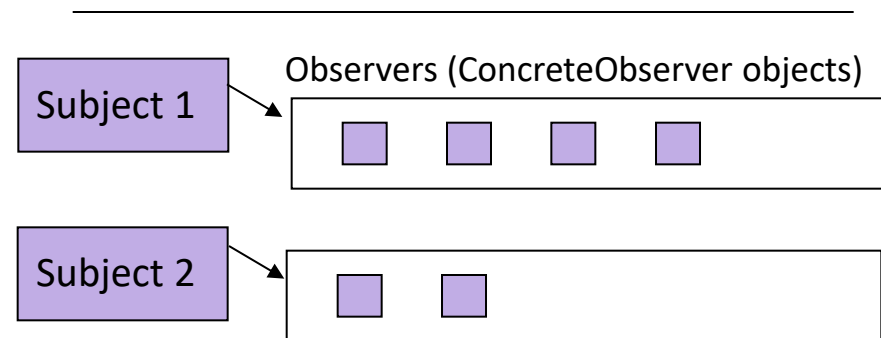 Observers (ConcreteObserver objects)
Subject 1
Subject 2